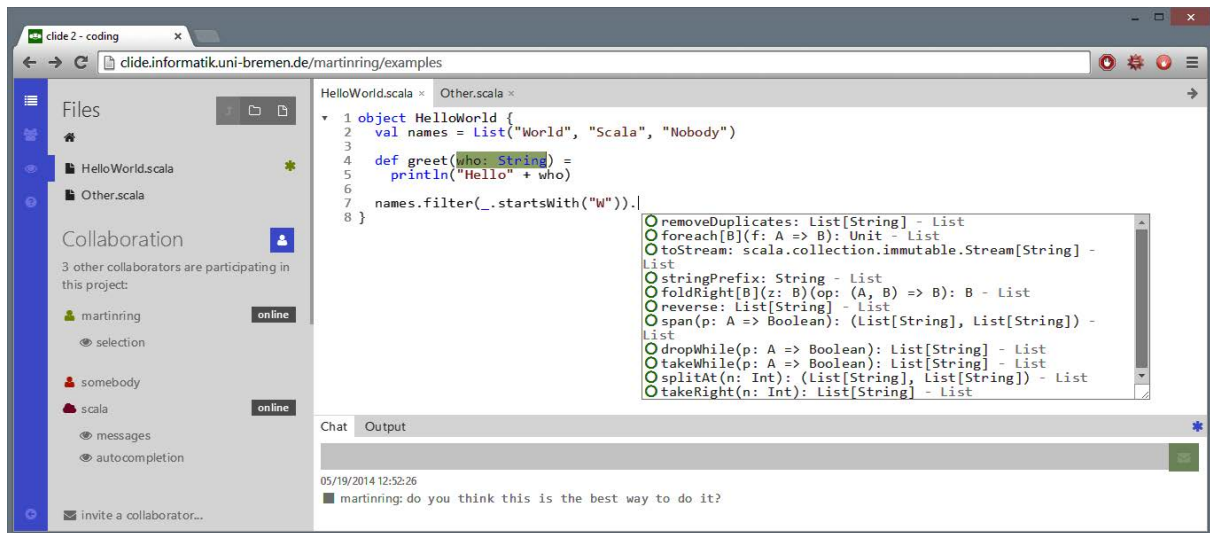 clide 2 - coding ×
clide.informatik.uni-bremen.de/martinring/examples
Files
HelloWorld.scala
Other.scala
Collaboration
3 other collaborators are participating in
this project:
martinring online
selection
somebody
scala online
messages
autocompletion
invite a collaborator...
HelloWorld.scala × Other.scala ×
1 object HelloWorld {
2 val names = List("World", "Scala", "Nobody")
3
4 def greet(who: String) =
5 println("Hello" + who)
6
7 names.filter(_.startsWith("W")).
8 }
removeDuplicates: List[String] - List
foreach[B](f: A => B): Unit - List
toStream: scala.collection.immutable.Stream[String] -
List
stringPrefix: String - List
foldRight[B](z: B)(op: (A, B) => B): B - List
reverse: List[String] - List
span(p: A => Boolean): (List[String], List[String]) -
List
dropWhile(p: A => Boolean): List[String] - List
takeWhile(p: A => Boolean): List[String] - List
splitAt(n: Int): (List[String], List[String]) - List
takeRight(n: Int): List[String] - List
Chat Output
05/19/2014 12:52:26
martinring: do you think this is the best way to do it?